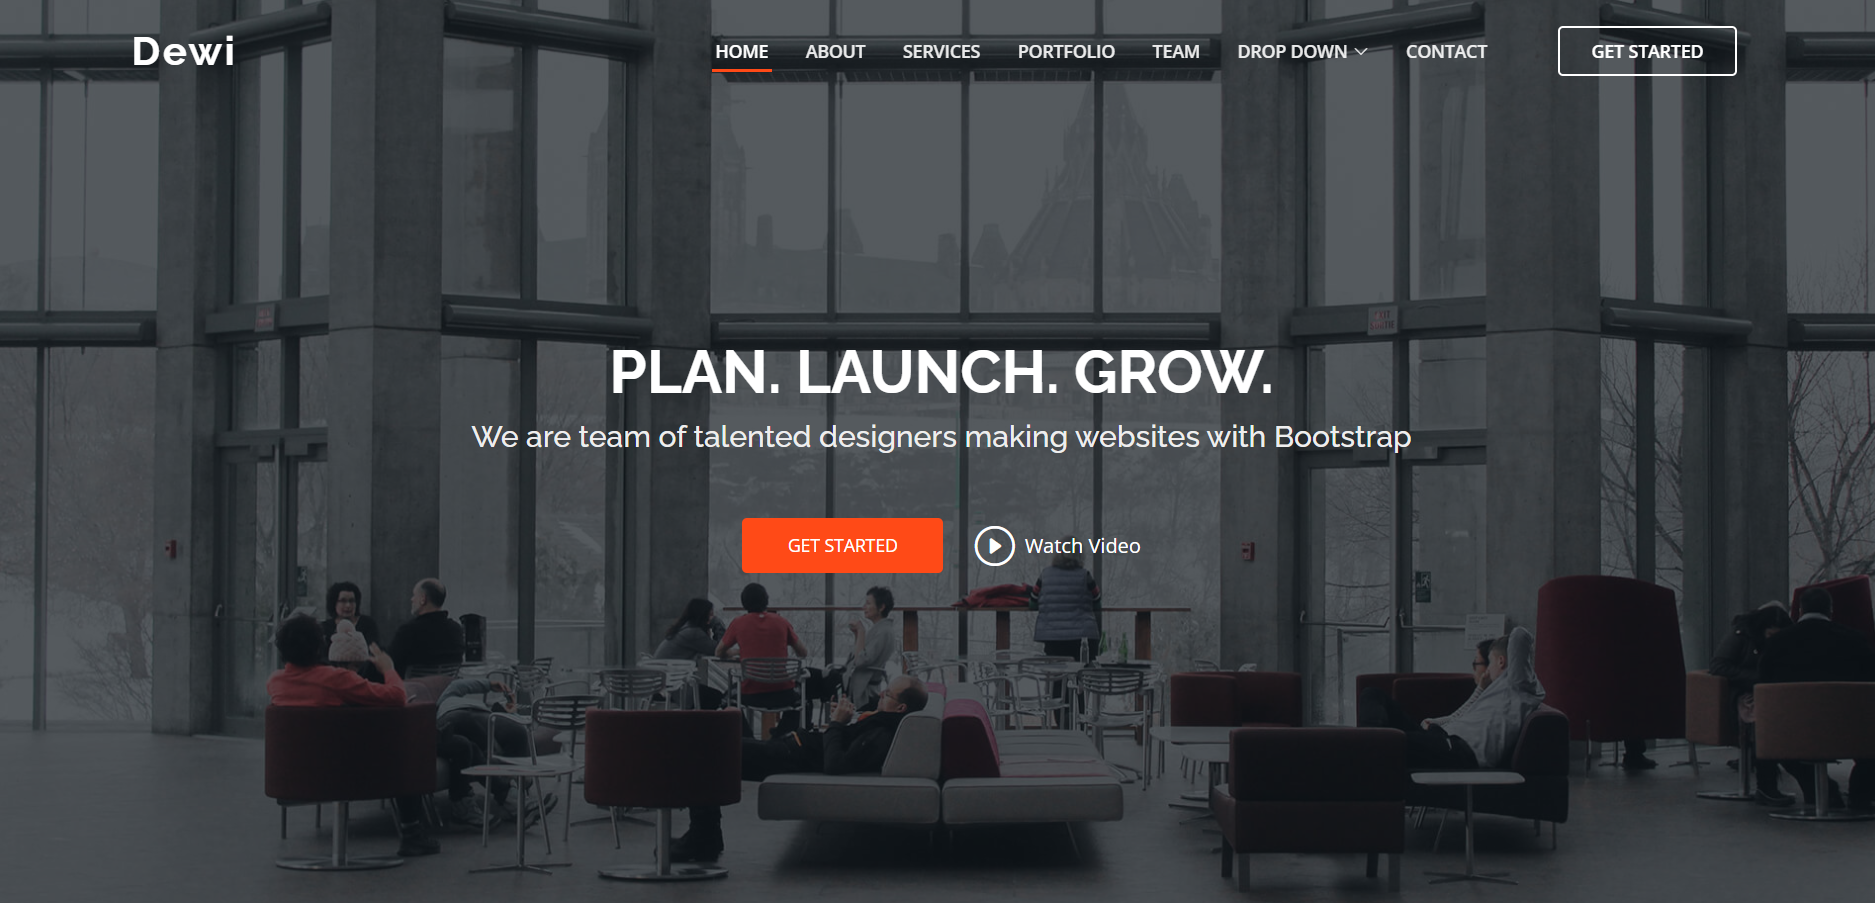 Dewi
HOME ABOUT SERVICES PORTFOLIO TEAM DROP DOWN CONTACT GET STARTED
PLAN. LAUNCH. GROW.
We are team of talented designers making websites with Bootstrap
GET STARTED Watch Video